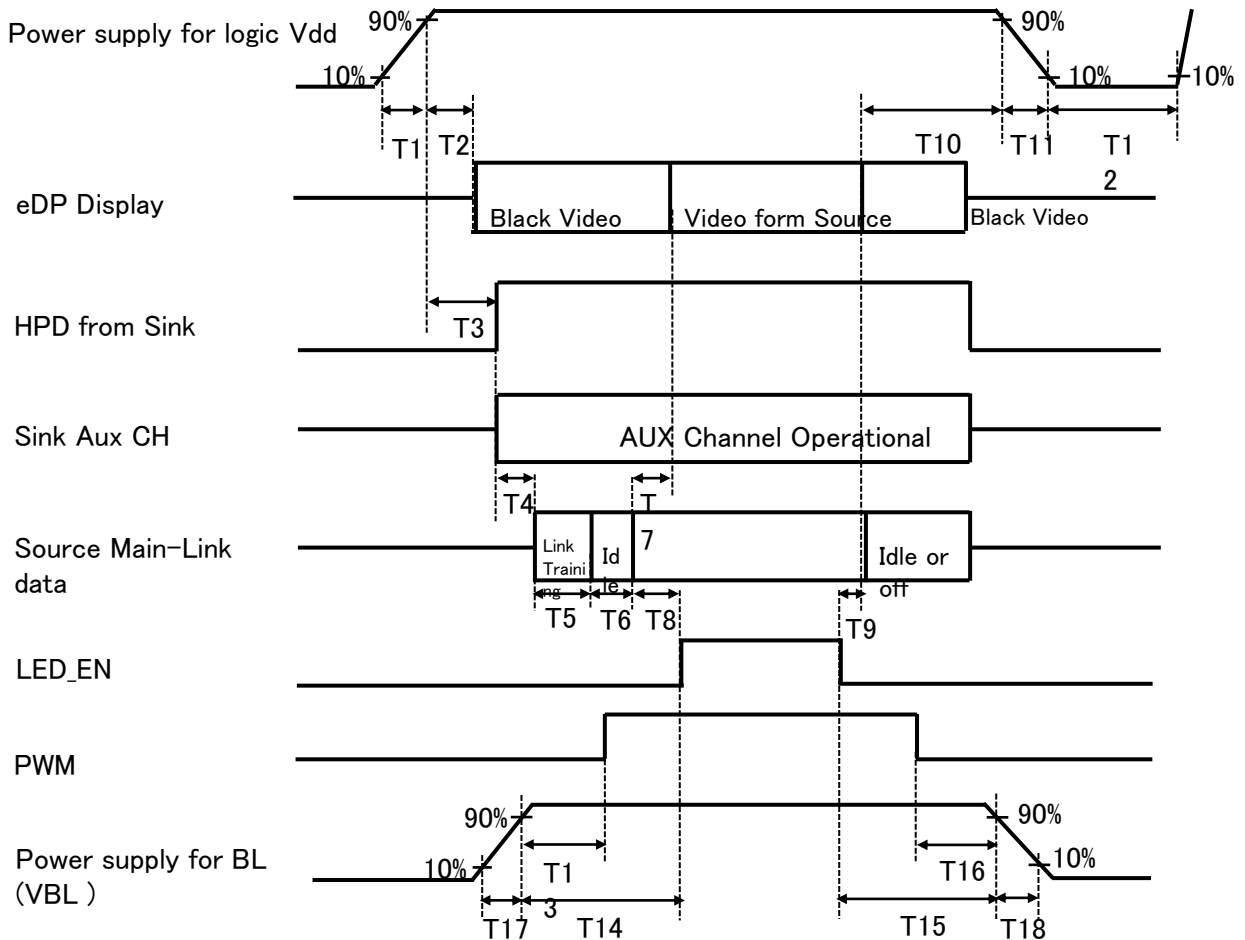 Power supply for logic Vdd
90%
90%
10%
10%
10%
T1
T2
T10
T11
T1
2
eDP Display
Black Video
Video form Source
Black Video
HPD from Sink
T3
Sink Aux CH
AUX Channel Operational
T4
T
7
Source Main-Link
data
Link
Traini
ng
Id
le
Idle or
off
T5
T6
T8
T9
LED_EN
PWM
90%
90%
Power supply for BL
(VBL )
10%
10%
T1
3
T16
T17
T14
T15
T18